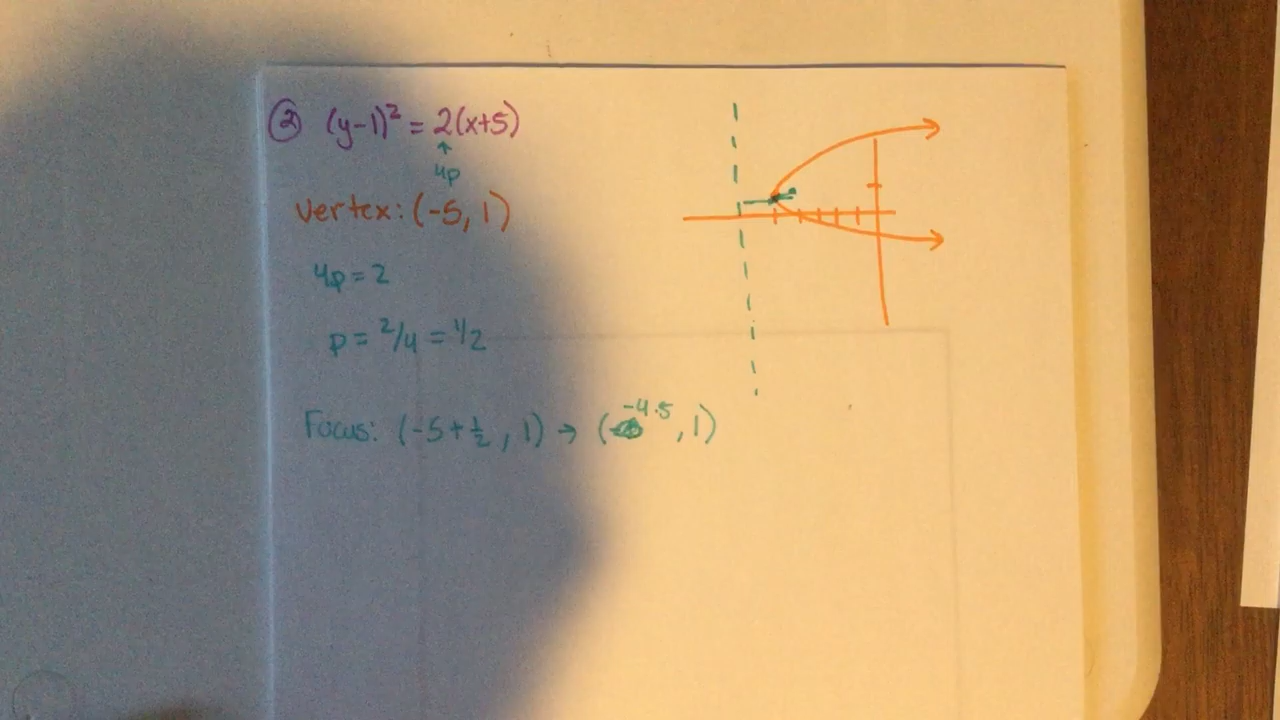 ② (y-1)² = 2(x+5)
↑
4p
vertex: (-5, 1)
4p = 2
p = 2/4 = 1/2
Focus: (-5 + 1/2, 1) → (-4.5, 1)